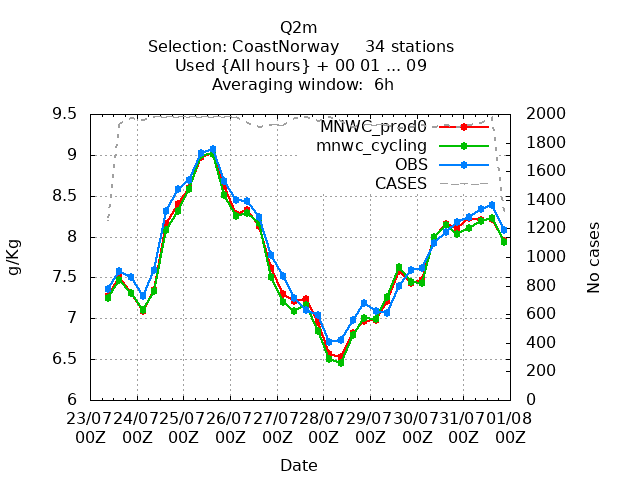 Q2m
Selection: CoastNorway 34 stations
Used {All hours} + 00 01 ... 09
Averaging window: 6h
9.5
9
8.5
8
7.5
7
6.5
6
g/Kg
MNWC_prod0
mnwc_cycling
OBS
CASES
2000
1800
1600
1400
1200
1000
800
600
400
200
0
No cases
23/07 24/07 25/07 26/07 27/07 28/07 29/07 30/07 31/07 01/08
00Z 00Z 00Z 00Z 00Z 00Z 00Z 00Z 00Z 00Z
Date